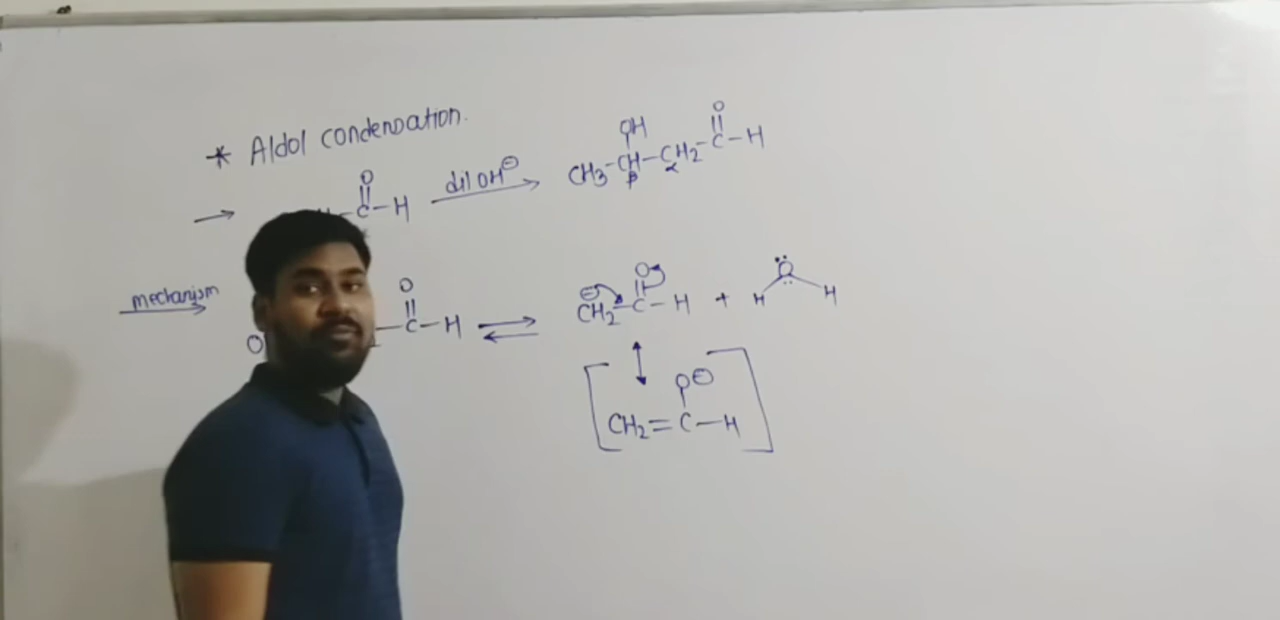 * Aldol condensation.
→ O
‖
C–H dil OH⊖ → CH3–CH(OH)–CH2–C(=O)–H
β α
mechanism →
O
‖
–C–H ⇌ ⊖CH2–C(=O)–H + H–Ö–H
↕
[CH2=C(O⊖)–H]